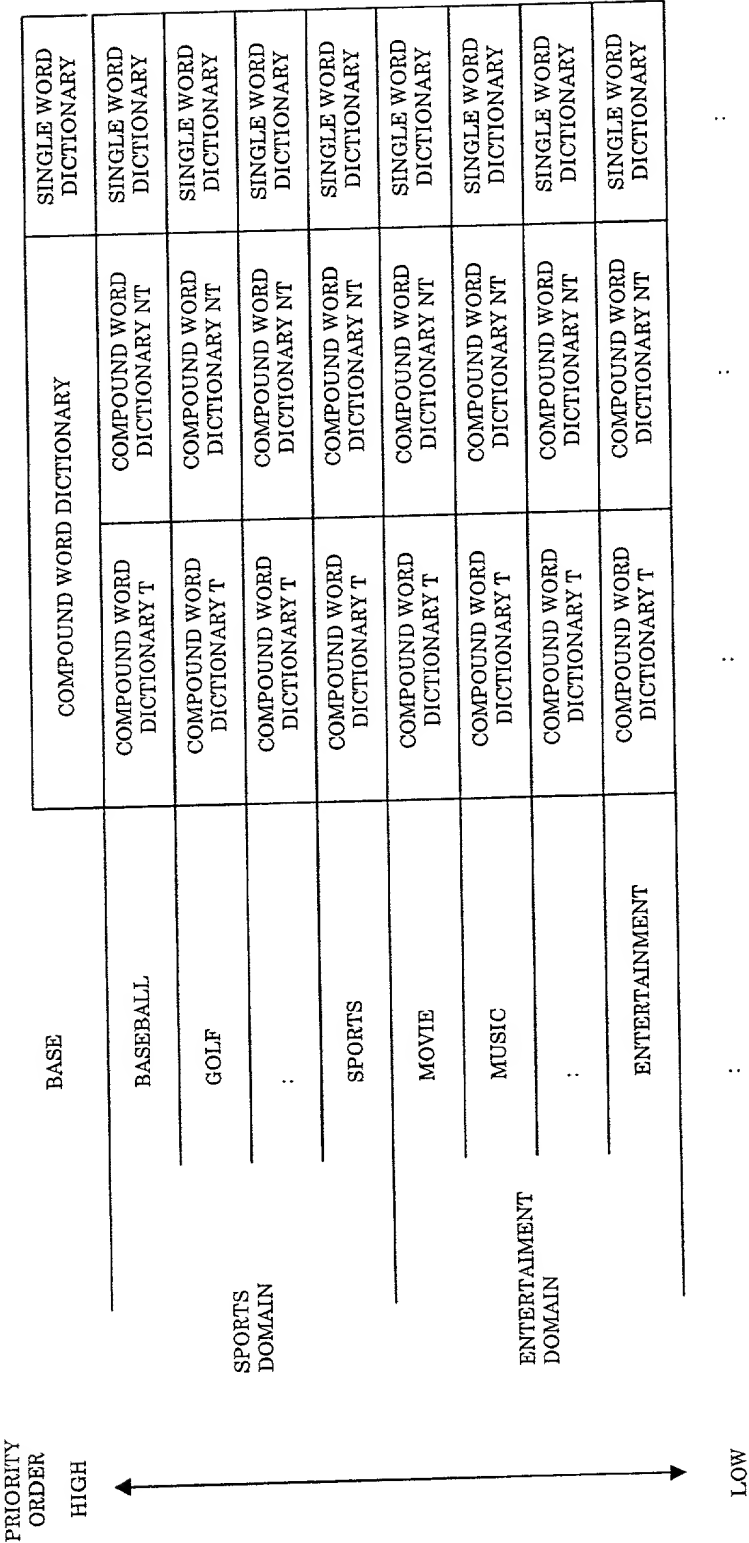 PRIORITY
ORDER
HIGH
BASE
COMPOUND WORD DICTIONARY
SINGLE WORD
DICTIONARY
SPORTS
DOMAIN
BASEBALL
COMPOUND WORD
DICTIONARY T
COMPOUND WORD
DICTIONARY NT
SINGLE WORD
DICTIONARY
GOLF
COMPOUND WORD
DICTIONARY T
COMPOUND WORD
DICTIONARY NT
SINGLE WORD
DICTIONARY
:
COMPOUND WORD
DICTIONARY T
COMPOUND WORD
DICTIONARY NT
SINGLE WORD
DICTIONARY
SPORTS
COMPOUND WORD
DICTIONARY T
COMPOUND WORD
DICTIONARY NT
SINGLE WORD
DICTIONARY
ENTERTAIMENT
DOMAIN
MOVIE
COMPOUND WORD
DICTIONARY T
COMPOUND WORD
DICTIONARY NT
SINGLE WORD
DICTIONARY
MUSIC
COMPOUND WORD
DICTIONARY T
COMPOUND WORD
DICTIONARY NT
SINGLE WORD
DICTIONARY
:
COMPOUND WORD
DICTIONARY T
COMPOUND WORD
DICTIONARY NT
SINGLE WORD
DICTIONARY
ENTERTAINMENT
COMPOUND WORD
DICTIONARY T
COMPOUND WORD
DICTIONARY NT
SINGLE WORD
DICTIONARY
LOW
: : : :